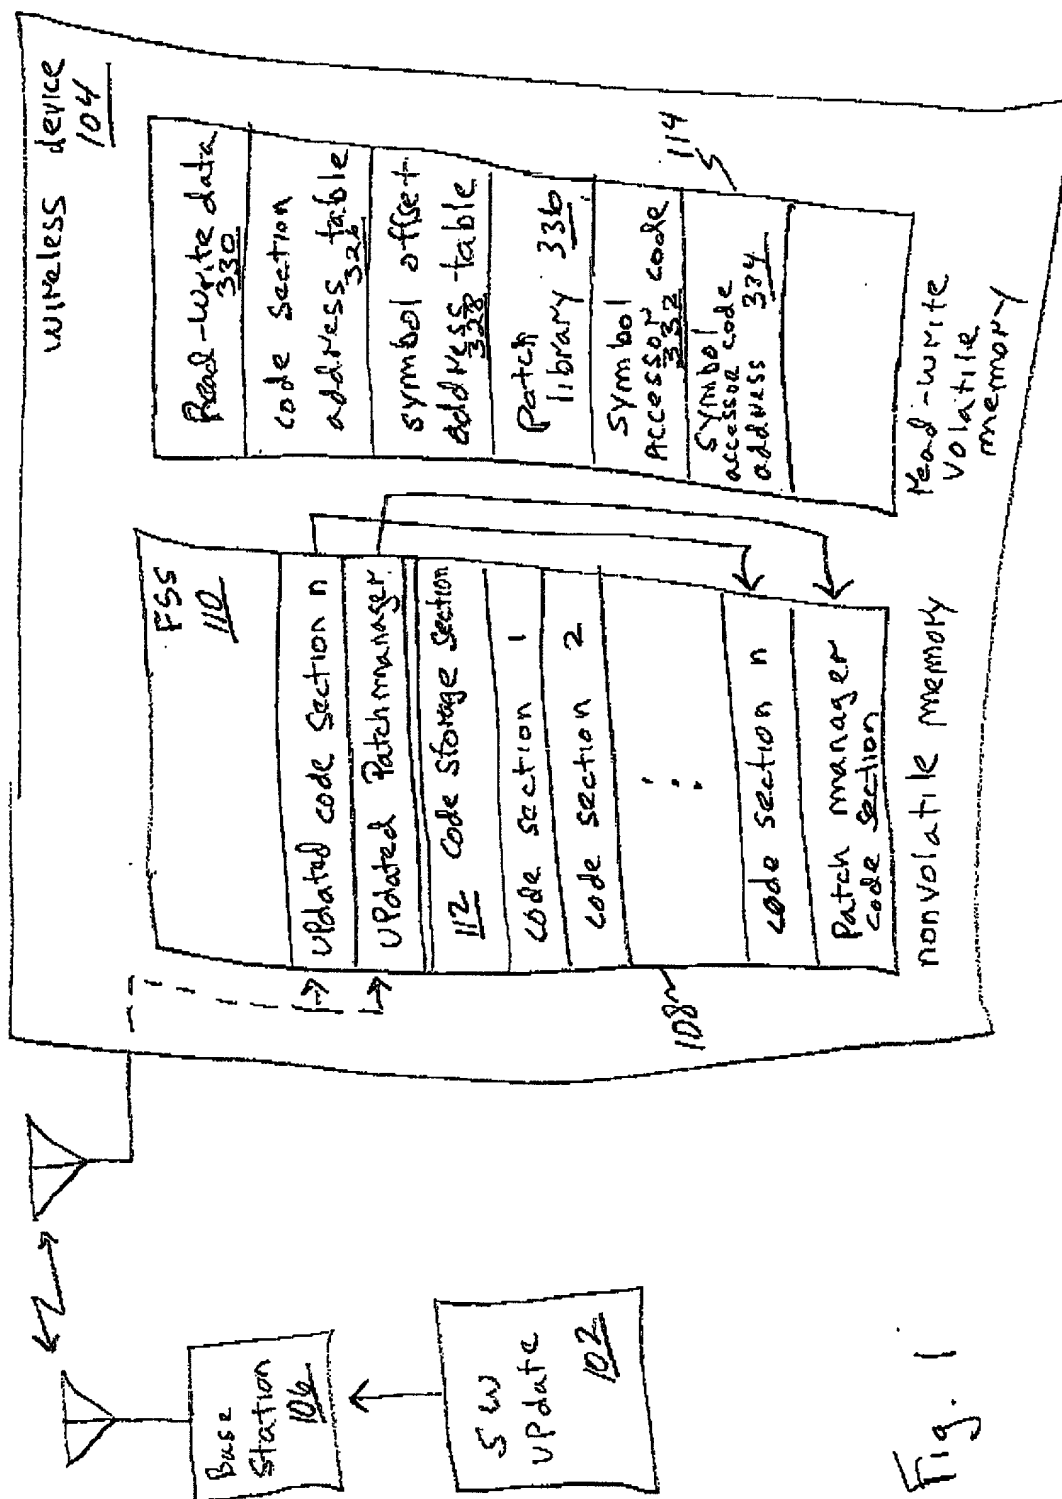 wireless device
104
Base
Station
106
SW
update
102
FSS
110
updated code section n
updated Patchmanager
112 code storage section
code section 1
code section 2
code section n
Patch manager
code section
108
nonvolatile memory
Read-write data
330
code section
address table
326
symbol offset
address table
328
Patch
library 336
symbol
Accessor code
332
symbol
accessor code
address 334
114
read-write
volatile
memory
Fig. 1